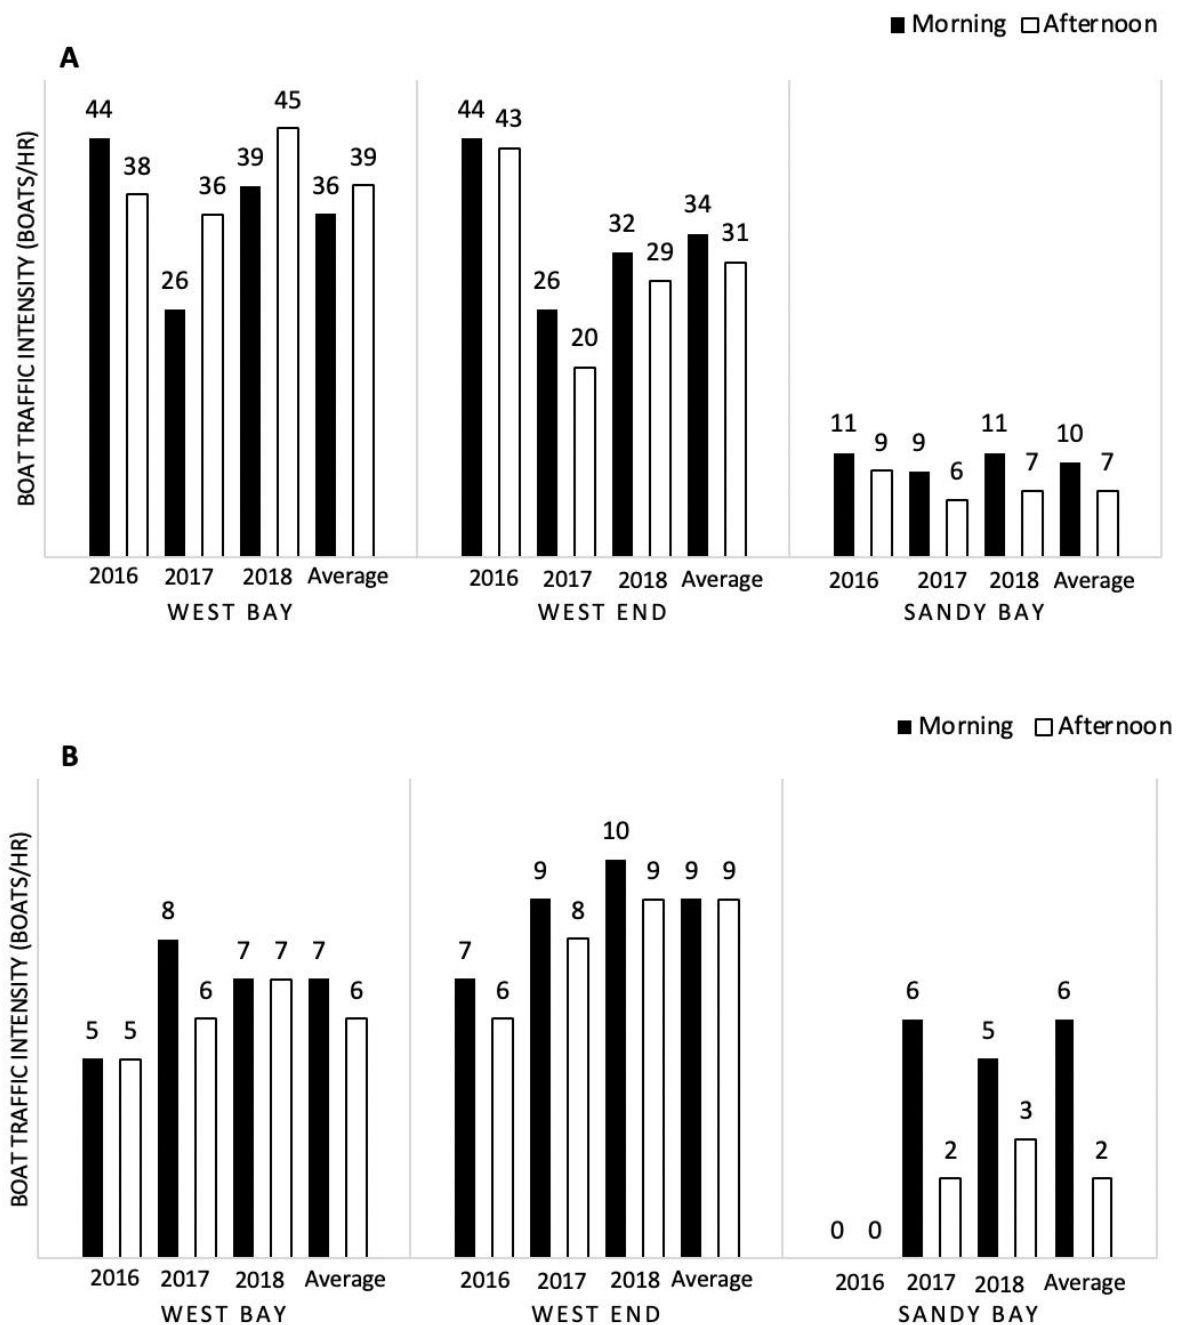 Morning Afternoon
A
BOAT TRAFFIC INTENSITY (BOATS/HR)
44 38 26 36 39 45 36 39
44 43 26 20 32 29 34 31
11 9 9 6 11 7 10 7
2016 2017 2018 Average
2016 2017 2018 Average
2016 2017 2018 Average
WEST BAY WEST END SANDY BAY
Morning Afternoon
B
BOAT TRAFFIC INTENSITY (BOATS/HR)
5 5 8 6 7 7 7 6
7 6 9 8 10 9 9 9
0 0 6 2 5 3 6 2
2016 2017 2018 Average
2016 2017 2018 Average
2016 2017 2018 Average
WEST BAY WEST END SANDY BAY